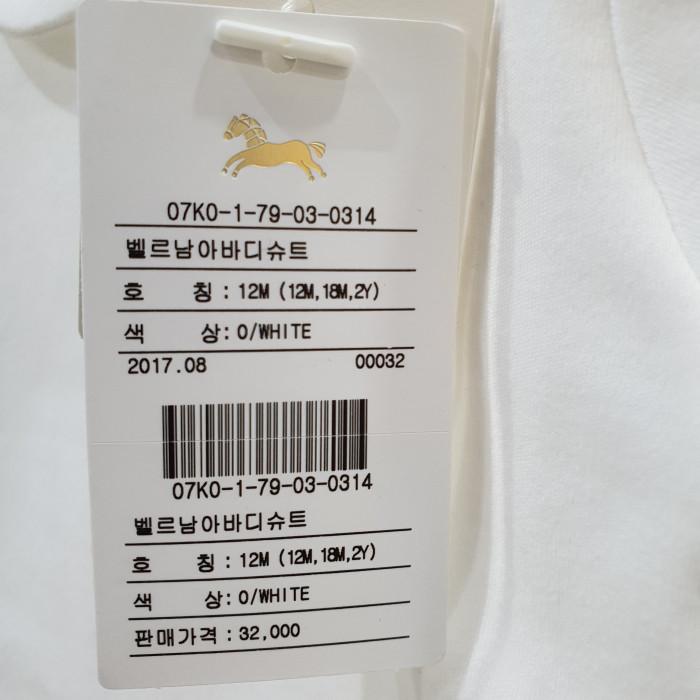 07K0-1-79-03-0314
벨르남아바디슈트
호 칭 : 12M (12M,18M,2Y)
색 상: O/WHITE
2017.08 00032
07K0-1-79-03-0314
벨르남아바디슈트
호 칭 : 12M (12M,18M,2Y)
색 상: O/WHITE
판매가격 : 32,000